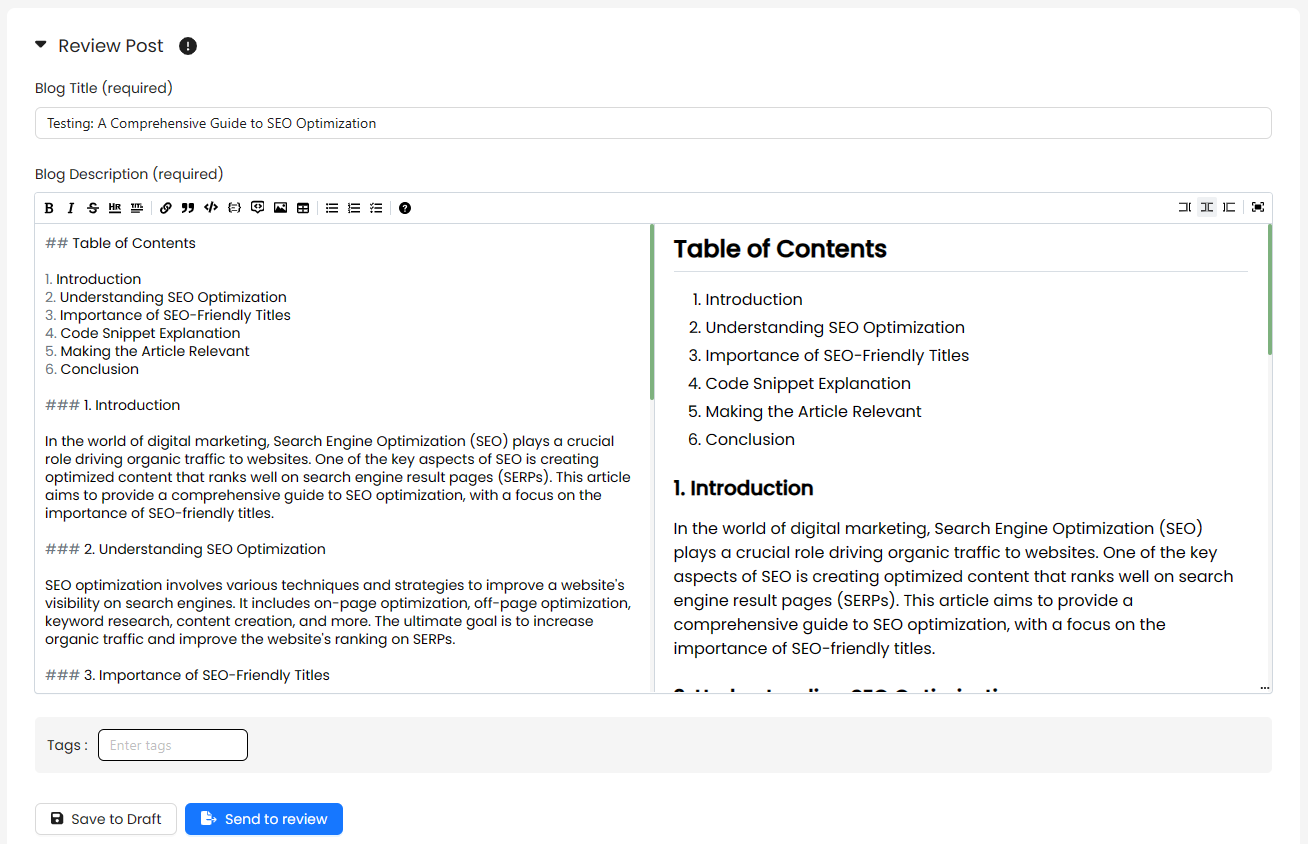 Review Post
Blog Title (required)
Testing: A Comprehensive Guide to SEO Optimization
Blog Description (required)
B I S HR TITL
## Table of Contents
1. Introduction
2. Understanding SEO Optimization
3. Importance of SEO-Friendly Titles
4. Code Snippet Explanation
5. Making the Article Relevant
6. Conclusion
### 1. Introduction
In the world of digital marketing, Search Engine Optimization (SEO) plays a crucial
role driving organic traffic to websites. One of the key aspects of SEO is creating
optimized content that ranks well on search engine result pages (SERPs). This article
aims to provide a comprehensive guide to SEO optimization, with a focus on the
importance of SEO-friendly titles.
### 2. Understanding SEO Optimization
SEO optimization involves various techniques and strategies to improve a website's
visibility on search engines. It includes on-page optimization, off-page optimization,
keyword research, content creation, and more. The ultimate goal is to increase
organic traffic and improve the website's ranking on SERPs.
### 3. Importance of SEO-Friendly Titles
Table of Contents
1. Introduction
2. Understanding SEO Optimization
3. Importance of SEO-Friendly Titles
4. Code Snippet Explanation
5. Making the Article Relevant
6. Conclusion
1. Introduction
In the world of digital marketing, Search Engine Optimization (SEO)
plays a crucial role driving organic traffic to websites. One of the key
aspects of SEO is creating optimized content that ranks well on search
engine result pages (SERPs). This article aims to provide a
comprehensive guide to SEO optimization, with a focus on the
importance of SEO-friendly titles.
2. Understanding SEO Optimization
Tags :
Enter tags
Save to Draft
Send to review